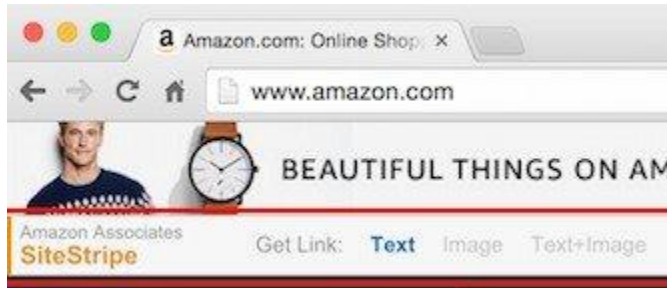 a Amazon.com: Online Shop
www.amazon.com
BEAUTIFUL THINGS ON AM
Amazon Associates
SiteStripe
Get Link: Text Image Text+Image